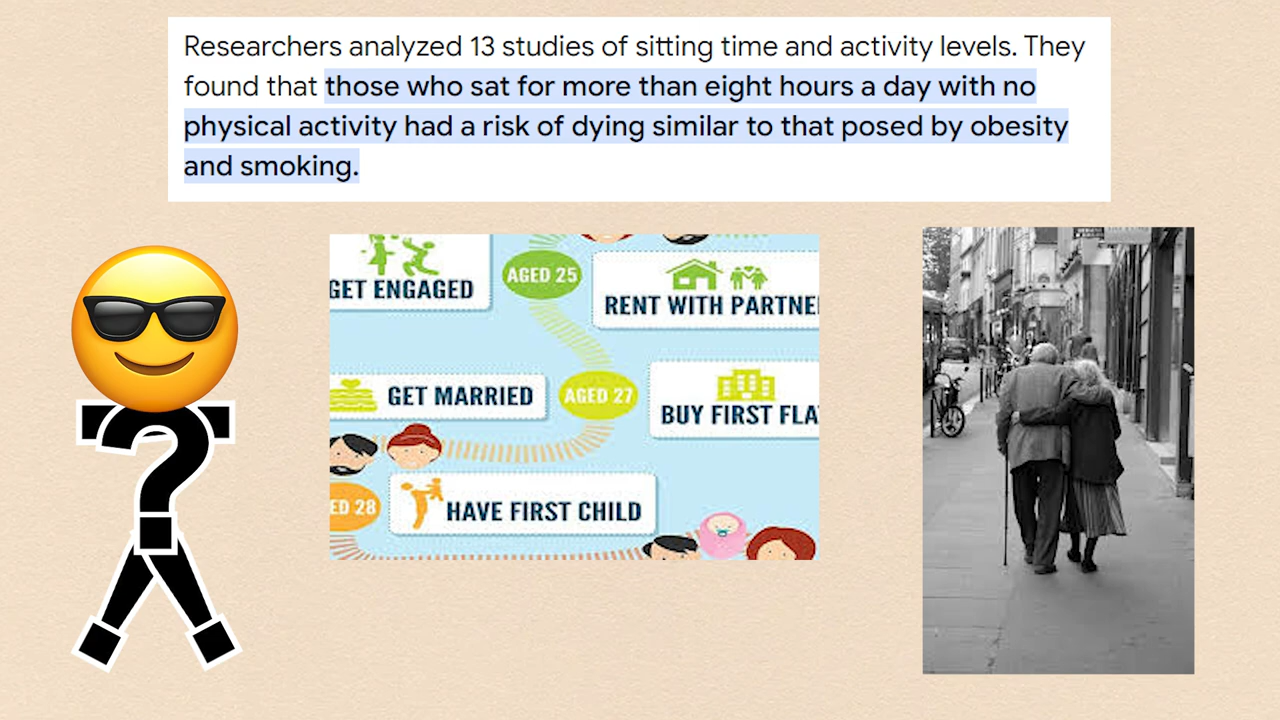 Researchers analyzed 13 studies of sitting time and activity levels. They
found that those who sat for more than eight hours a day with no
physical activity had a risk of dying similar to that posed by obesity
and smoking.
?
GET ENGAGED
AGED 25
RENT WITH PARTNE
GET MARRIED
AGED 27
BUY FIRST FLA
ED 28
HAVE FIRST CHILD